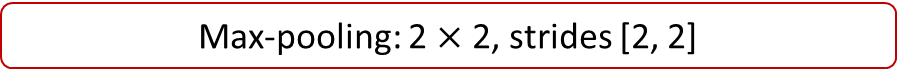 Max-pooling: 2 × 2, strides [2, 2]